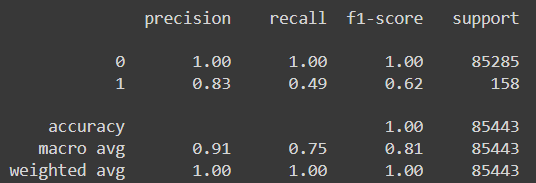 precision recall f1-score support
0 1.00 1.00 1.00 85285
1 0.83 0.49 0.62 158
accuracy 1.00 85443
macro avg 0.91 0.75 0.81 85443
weighted avg 1.00 1.00 1.00 85443